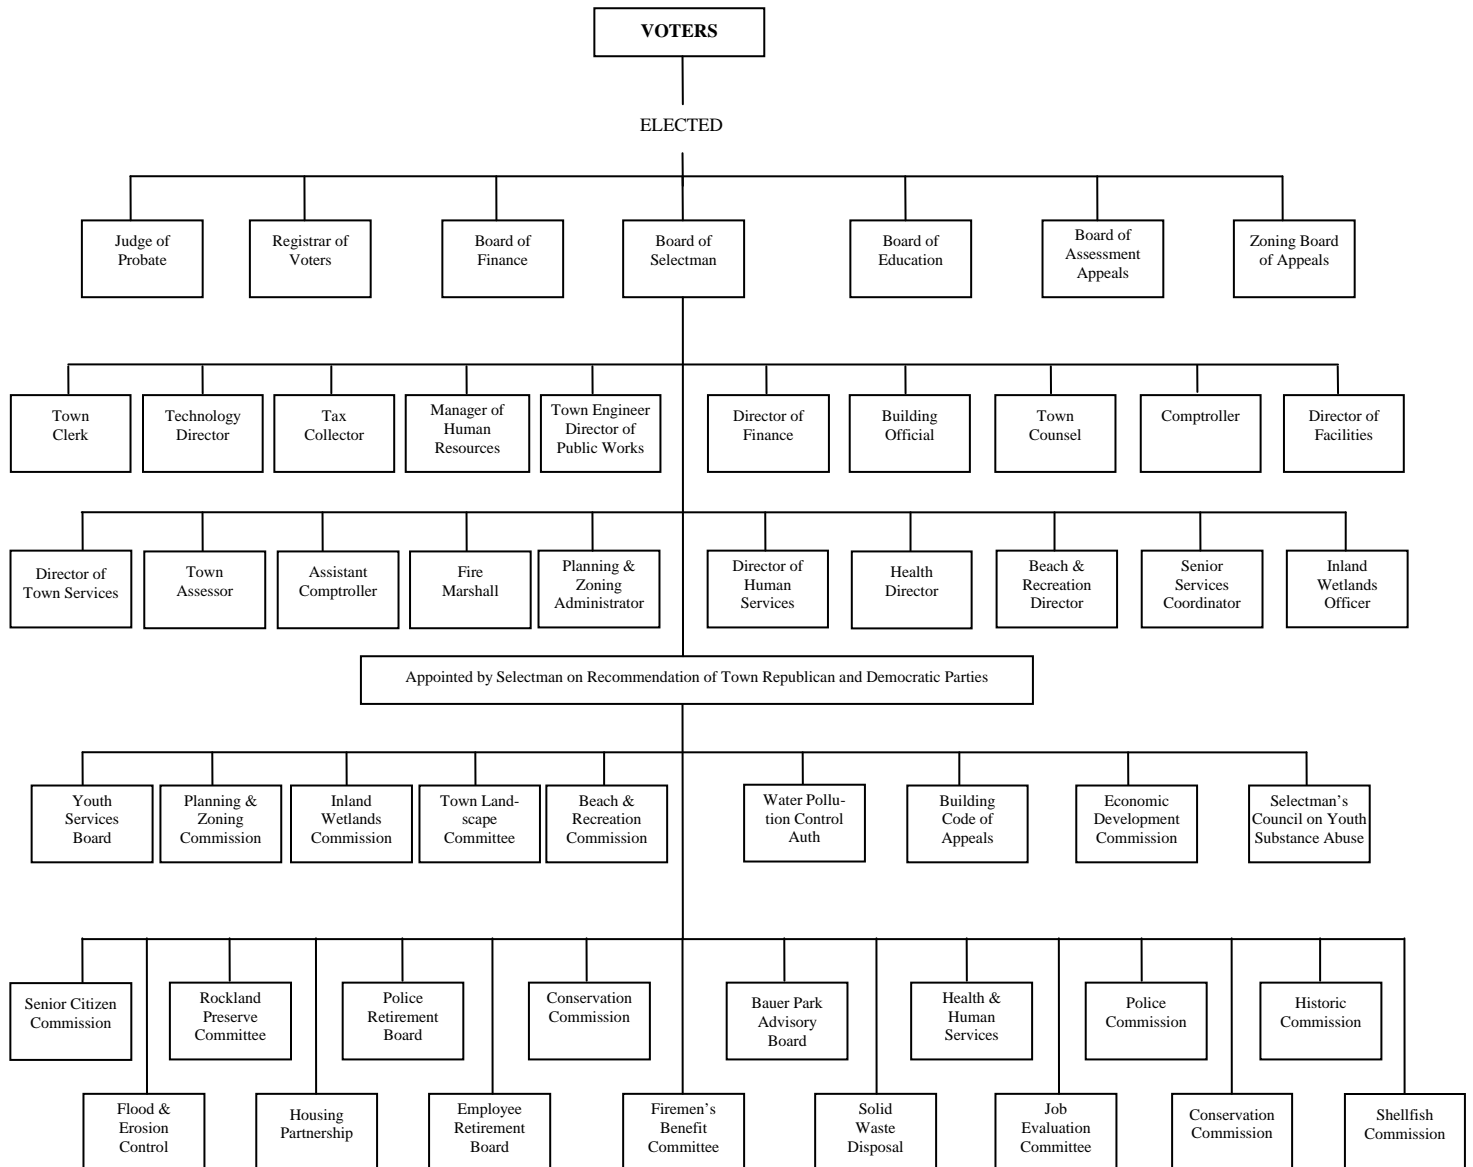 VOTERS
ELECTED
Judge of
Probate
Registrar of
Voters
Board of
Finance
Board of
Selectman
Board of
Education
Board of
Assessment
Appeals
Zoning Board
of Appeals
Town
Clerk
Technology
Director
Tax
Collector
Manager of
Human
Resources
Town Engineer
Director of
Public Works
Director of
Finance
Building
Official
Town
Counsel
Comptroller
Director of
Facilities
Director of
Town Services
Town
Assessor
Assistant
Comptroller
Fire
Marshall
Planning &
Zoning
Administrator
Director of
Human
Services
Health
Director
Beach &
Recreation
Director
Senior
Services
Coordinator
Inland
Wetlands
Officer
Appointed by Selectman on Recommendation of Town Republican and Democratic Parties
Youth
Services
Board
Planning &
Zoning
Commission
Inland
Wetlands
Commission
Town Land-
scape
Committee
Beach &
Recreation
Commission
Water Pollu-
tion Control
Auth
Building
Code of
Appeals
Economic
Development
Commission
Selectman’s
Council on Youth
Substance Abuse
Senior Citizen
Commission
Rockland
Preserve
Committee
Police
Retirement
Board
Conservation
Commission
Bauer Park
Advisory
Board
Health &
Human
Services
Police
Commission
Historic
Commission
Flood &
Erosion
Control
Housing
Partnership
Employee
Retirement
Board
Firemen’s
Benefit
Committee
Solid
Waste
Disposal
Job
Evaluation
Committee
Conservation
Commission
Shellfish
Commission